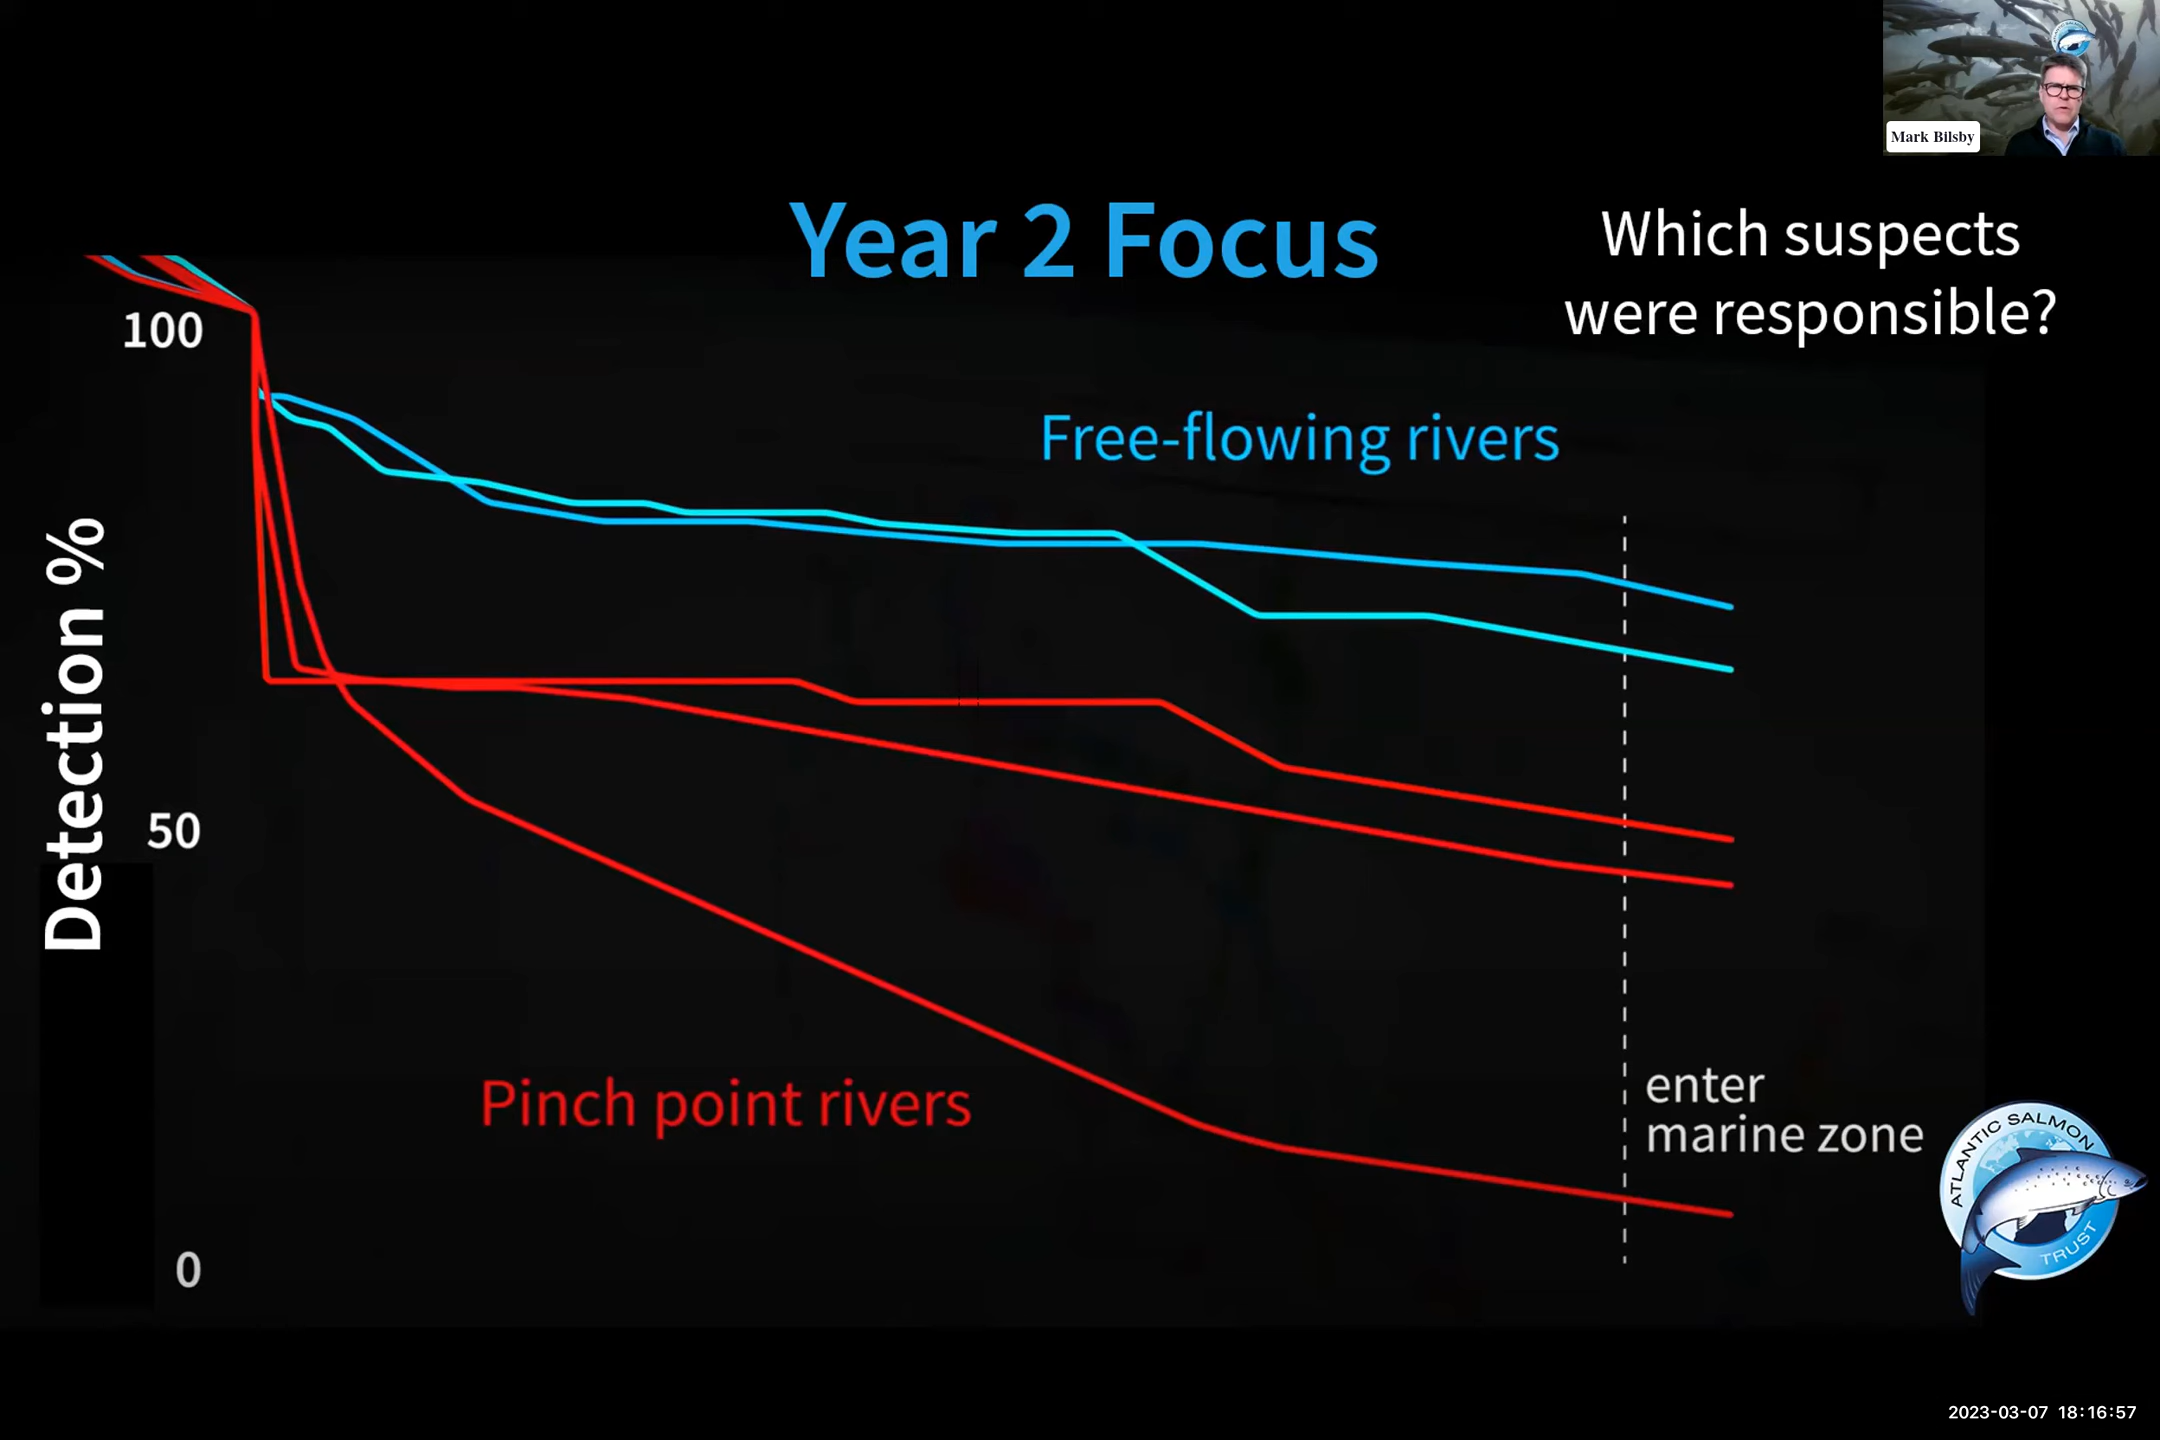 Mark Bilsby
Year 2 Focus
Which suspects
were responsible?
100
Free-flowing rivers
Detection %
50
Pinch point rivers
enter
marine zone
ATLANTIC SALMON
TRUST
0
2023-03-07 18:16:57